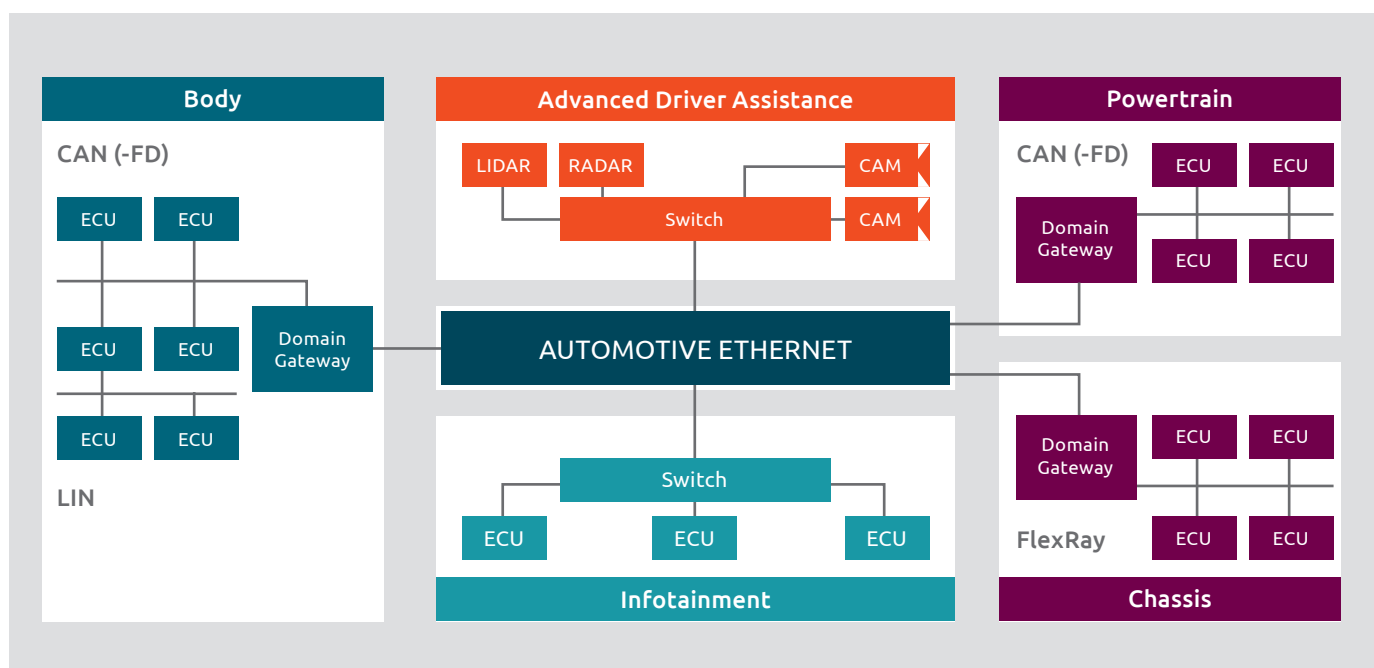 Body
CAN (-FD)
ECU
ECU
ECU
ECU
Domain
Gateway
ECU
ECU
LIN
Advanced Driver Assistance
LIDAR
RADAR
CAM
Switch
CAM
AUTOMOTIVE ETHERNET
Switch
ECU
ECU
ECU
Infotainment
Powertrain
CAN (-FD)
ECU
ECU
Domain
Gateway
ECU
ECU
Domain
Gateway
ECU
ECU
FlexRay
ECU
ECU
Chassis